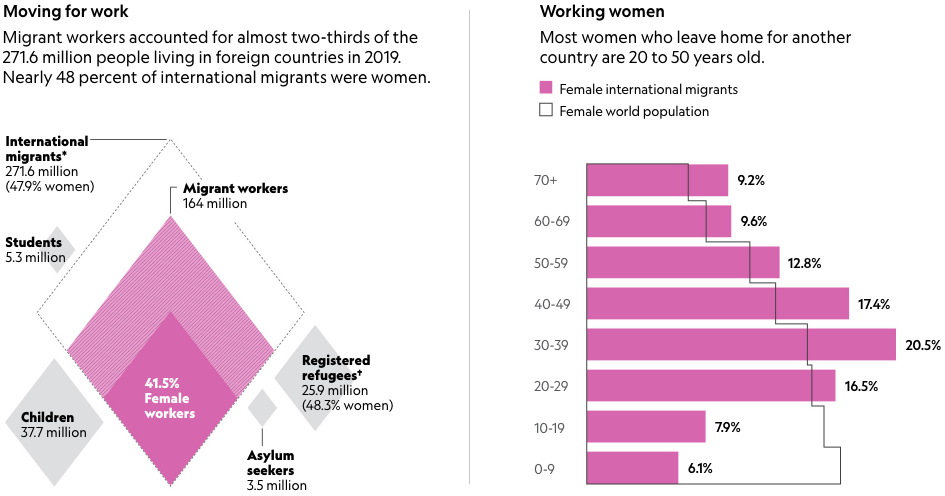 Moving for work
Migrant workers accounted for almost two-thirds of the
271.6 million people living in foreign countries in 2019.
Nearly 48 percent of international migrants were women.
International
migrants*
271.6 million
(47.9% women)
Migrant workers
164 million
Students
5.3 million
41.5%
Female
workers
Children
37.7 million
Registered
refugees†
25.9 million
(48.3% women)
Asylum
seekers
3.5 million
Working women
Most women who leave home for another
country are 20 to 50 years old.
Female international migrants
Female world population
70+ 9.2%
60-69 9.6%
50-59 12.8%
40-49 17.4%
30-39 20.5%
20-29 16.5%
10-19 7.9%
0-9 6.1%